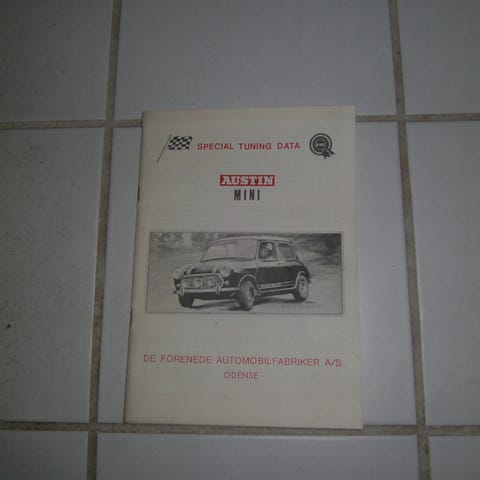 SPECIAL TUNING DATA
AUSTIN
MINI
DE FORENEDE AUTOMOBILFABRIKER A/S.
ODENSE